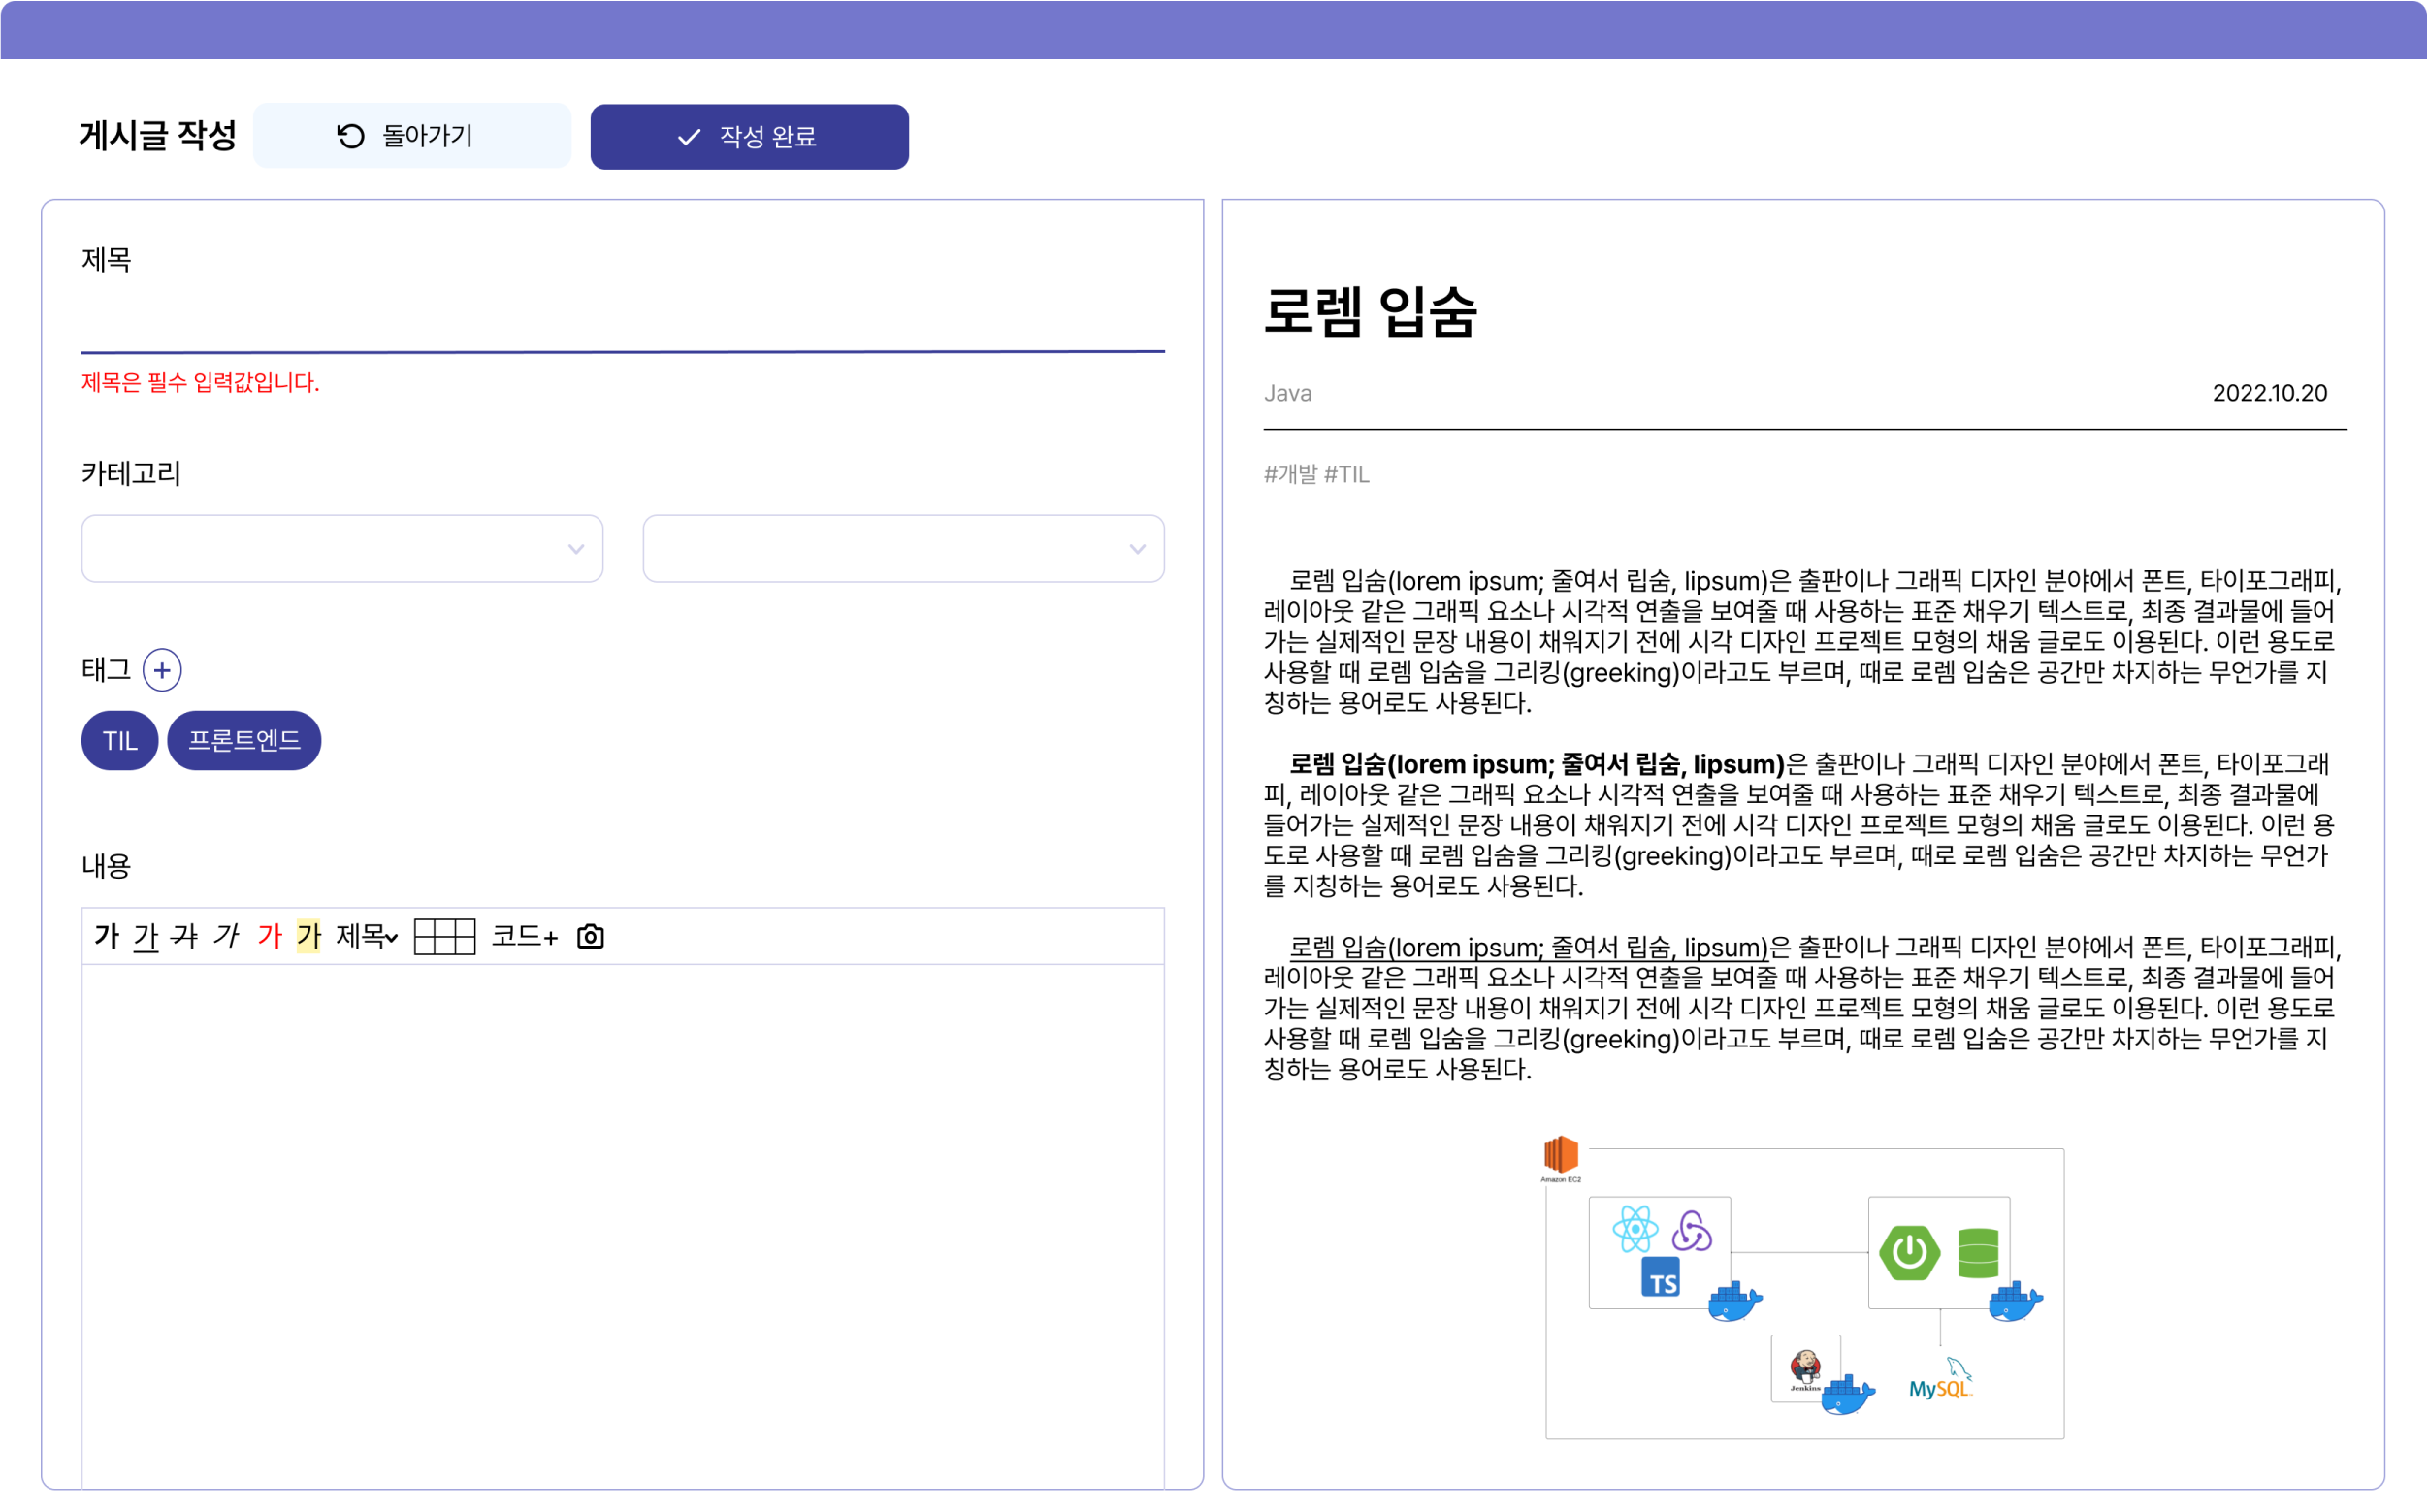 게시글 작성
돌아가기
작성 완료
제목
제목은 필수 입력값입니다.
카테고리
태그
TIL
프론트엔드
내용
가 가 가 가 가 가 제목 코드+
로렘 입숨
Java
2022.10.20
#개발 #TIL
로렘 입숨(lorem ipsum; 줄여서 립숨, lipsum)은 출판이나 그래픽 디자인 분야에서 폰트, 타이포그래피,
레이아웃 같은 그래픽 요소나 시각적 연출을 보여줄 때 사용하는 표준 채우기 텍스트로, 최종 결과물에 들어
가는 실제적인 문장 내용이 채워지기 전에 시각 디자인 프로젝트 모형의 채움 글로도 이용된다. 이런 용도로
사용할 때 로렘 입숨을 그리킹(greeking)이라고도 부르며, 때로 로렘 입숨은 공간만 차지하는 무언가를 지
칭하는 용어로도 사용된다.
로렘 입숨(lorem ipsum; 줄여서 립숨, lipsum)은 출판이나 그래픽 디자인 분야에서 폰트, 타이포그래
피, 레이아웃 같은 그래픽 요소나 시각적 연출을 보여줄 때 사용하는 표준 채우기 텍스트로, 최종 결과물에
들어가는 실제적인 문장 내용이 채워지기 전에 시각 디자인 프로젝트 모형의 채움 글로도 이용된다. 이런 용
도로 사용할 때 로렘 입숨을 그리킹(greeking)이라고도 부르며, 때로 로렘 입숨은 공간만 차지하는 무언가
를 지칭하는 용어로도 사용된다.
로렘 입숨(lorem ipsum; 줄여서 립숨, lipsum)은 출판이나 그래픽 디자인 분야에서 폰트, 타이포그래피,
레이아웃 같은 그래픽 요소나 시각적 연출을 보여줄 때 사용하는 표준 채우기 텍스트로, 최종 결과물에 들어
가는 실제적인 문장 내용이 채워지기 전에 시각 디자인 프로젝트 모형의 채움 글로도 이용된다. 이런 용도로
사용할 때 로렘 입숨을 그리킹(greeking)이라고도 부르며, 때로 로렘 입숨은 공간만 차지하는 무언가를 지
칭하는 용어로도 사용된다.
Amazon EC2
TS
Jenkins
MySQL